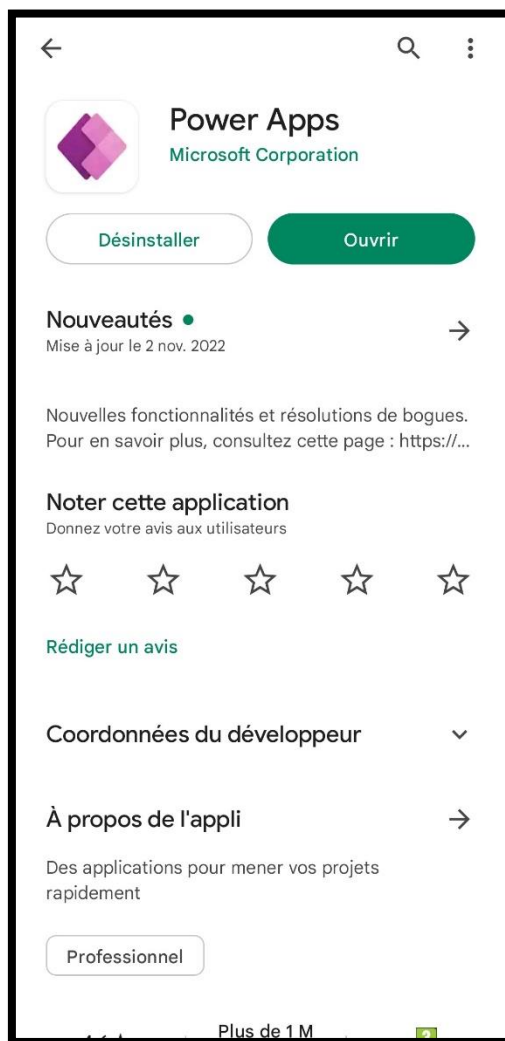 Power Apps
Microsoft Corporation
Désinstaller
Ouvrir
Nouveautés
Mise à jour le 2 nov. 2022
Nouvelles fonctionnalités et résolutions de bogues.
Pour en savoir plus, consultez cette page : https://...
Noter cette application
Donnez votre avis aux utilisateurs
Rédiger un avis
Coordonnées du développeur
À propos de l'appli
Des applications pour mener vos projets
rapidement
Professionnel
Plus de 1 M